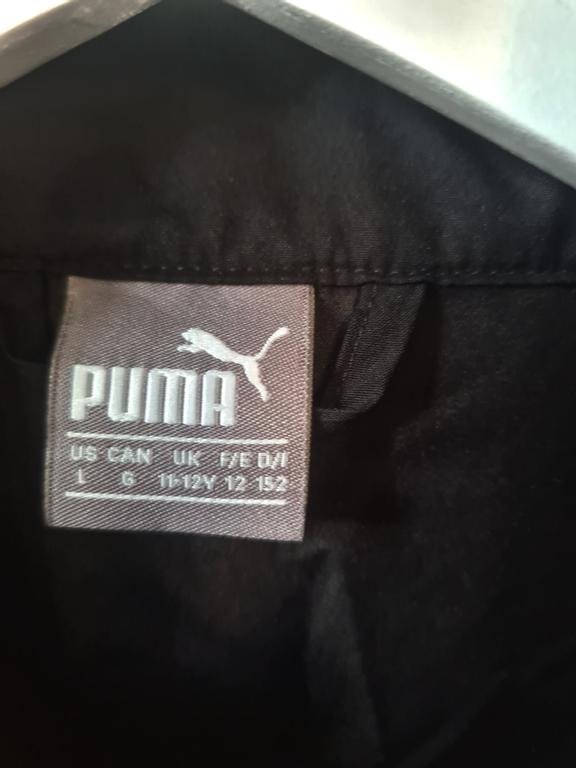 PUMA
US CAN UK F/E D/I
L G 11-12Y 12 152